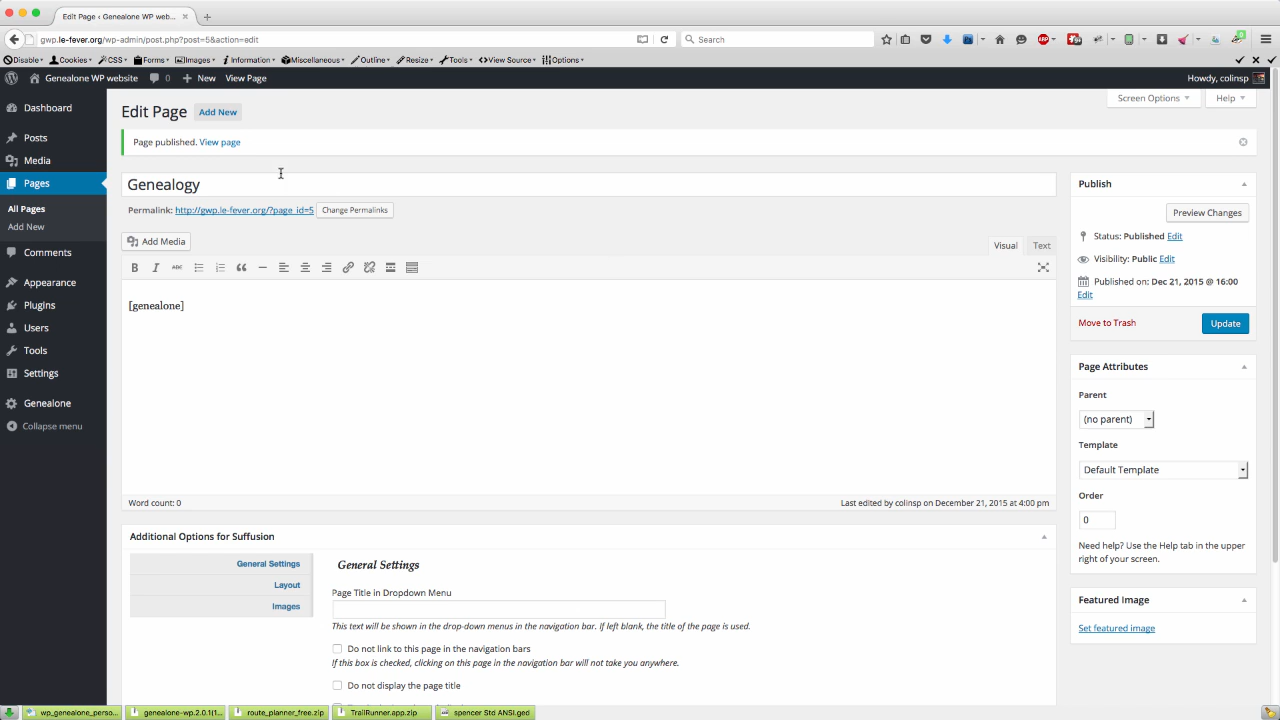 Edit Page ‹ Genealone WP web...
gwp.le-fever.org/wp-admin/post.php?post=5&action=edit
Search
Disable
Cookies
CSS
Forms
Images
Information
Miscellaneous
Outline
Resize
Tools
View Source
Options
Genealone WP website
0
New
View Page
Howdy, colinsp
Dashboard
Posts
Media
Pages
All Pages
Add New
Comments
Appearance
Plugins
Users
Tools
Settings
Genealone
Collapse menu
Edit Page
Add New
Screen Options
Help
Page published. View page
Genealogy
Permalink: http://gwp.le-fever.org/?page_id=5
Change Permalinks
Add Media
Visual
Text
B
I
ABC
[genealone]
Word count: 0
Last edited by colinsp on December 21, 2015 at 4:00 pm
Additional Options for Suffusion
General Settings
Layout
Images
General Settings
Page Title in Dropdown Menu
This text will be shown in the drop-down menus in the navigation bar. If left blank, the title of the page is used.
Do not link to this page in the navigation bars
If this box is checked, clicking on this page in the navigation bar will not take you anywhere.
Do not display the page title
Publish
Preview Changes
Status: Published Edit
Visibility: Public Edit
Published on: Dec 21, 2015 @ 16:00
Edit
Move to Trash
Update
Page Attributes
Parent
(no parent)
Template
Default Template
Order
0
Need help? Use the Help tab in the upper
right of your screen.
Featured Image
Set featured image
wp_genealone_perso...
genealone-wp.2.0.1(1...
route_planner_free.zip
TrailRunner.app.zip
spencer Std ANSI.ged